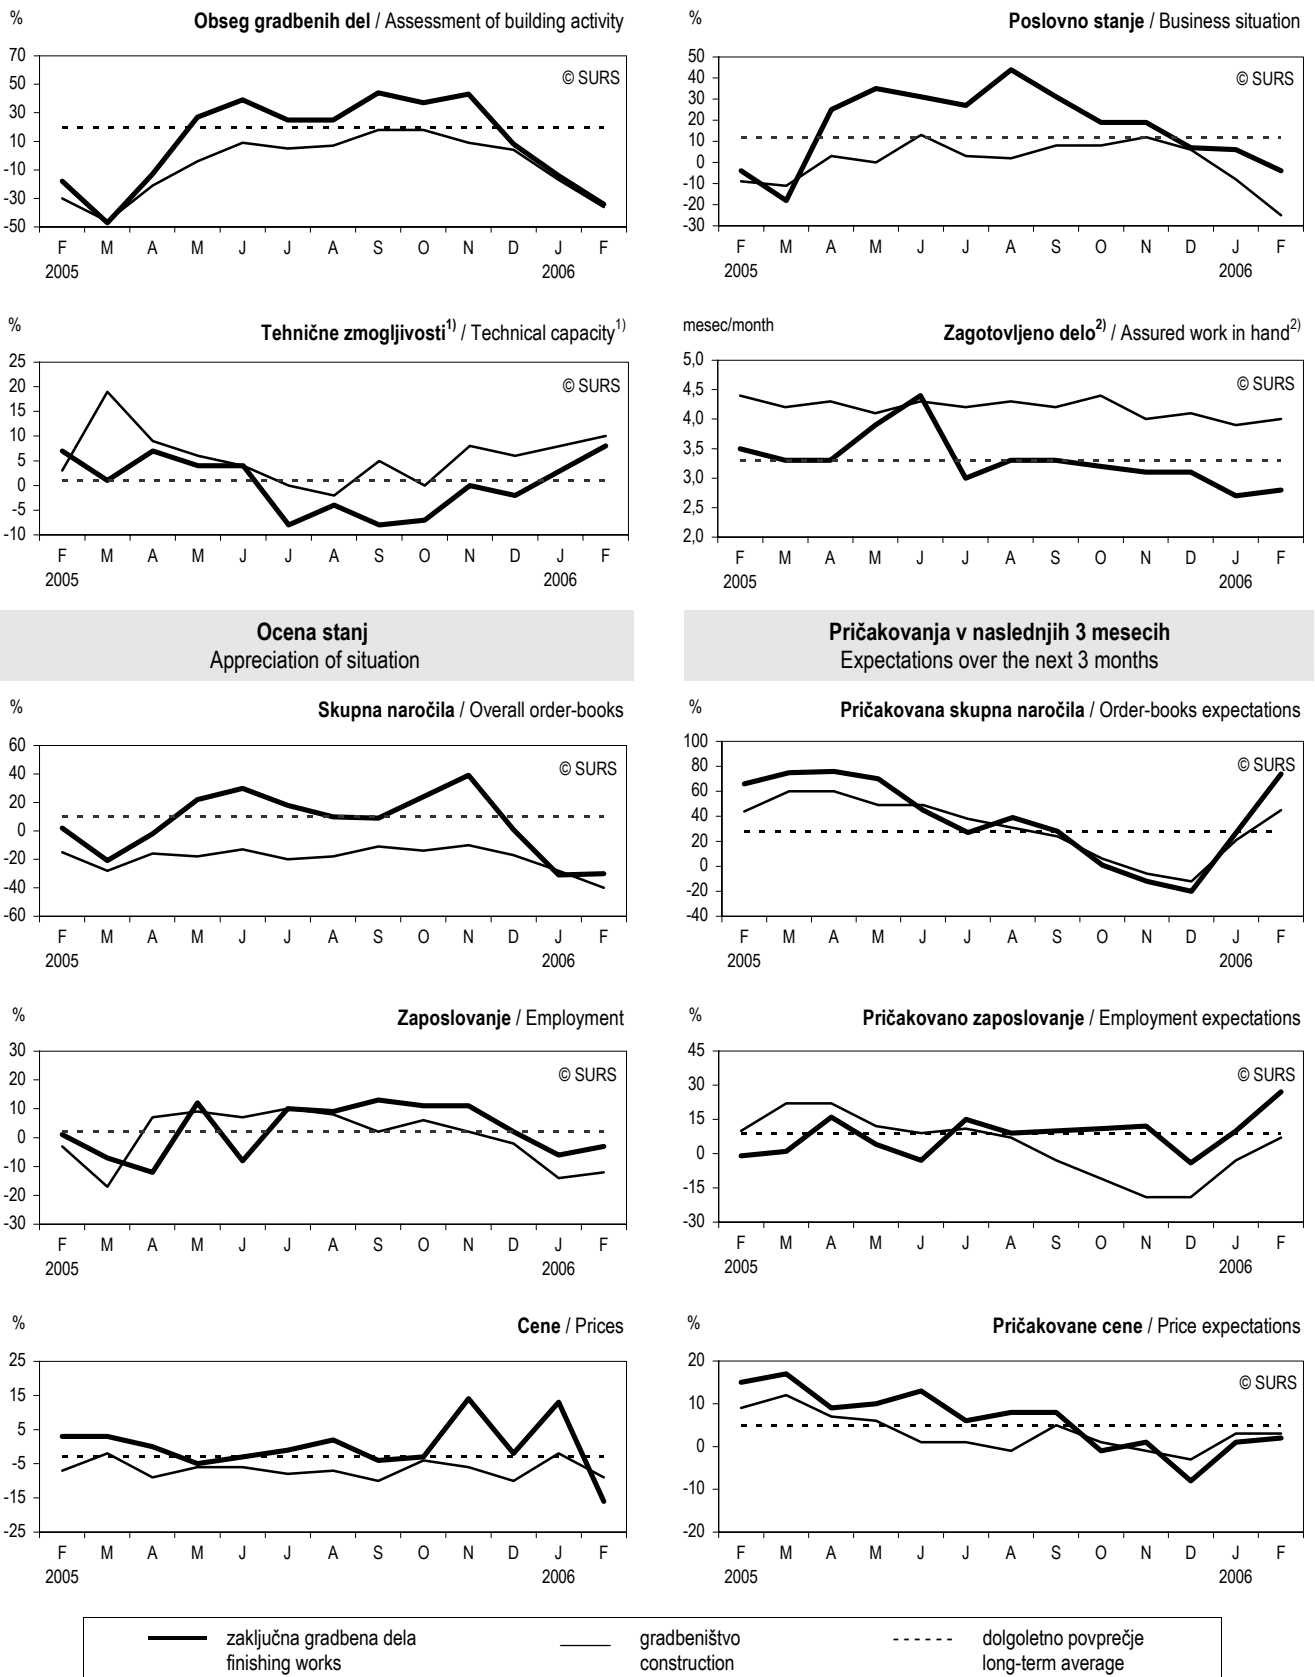 %
Obseg gradbenih del / Assessment of building activity
70
50
30
10
-10
-30
-50
© SURS
F M A M J J A S O N D J F
2005 2006
%
Poslovno stanje / Business situation
50
40
30
20
10
0
-10
-20
-30
© SURS
F M A M J J A S O N D J F
2005 2006
%
Tehnične zmogljivosti1) / Technical capacity1)
25
20
15
10
5
0
-5
-10
© SURS
F M A M J J A S O N D J F
2005 2006
mesec/month
Zagotovljeno delo2) / Assured work in hand2)
5,0
4,5
4,0
3,5
3,0
2,5
2,0
© SURS
F M A M J J A S O N D J F
2005 2006
Ocena stanj
Appreciation of situation
Pričakovanja v naslednjih 3 mesecih
Expectations over the next 3 months
%
Skupna naročila / Overall order-books
60
40
20
0
-20
-40
-60
© SURS
F M A M J J A S O N D J F
2005 2006
%
Pričakovana skupna naročila / Order-books expectations
100
80
60
40
20
0
-20
-40
© SURS
F M A M J J A S O N D J F
2005 2006
%
Zaposlovanje / Employment
30
20
10
0
-10
-20
-30
© SURS
F M A M J J A S O N D J F
2005 2006
%
Pričakovano zaposlovanje / Employment expectations
45
30
15
0
-15
-30
© SURS
F M A M J J A S O N D J F
2005 2006
%
Cene / Prices
25
15
5
-5
-15
-25
F M A M J J A S O N D J F
2005 2006
%
Pričakovane cene / Price expectations
20
10
0
-10
-20
© SURS
F M A M J J A S O N D J F
2005 2006
zaključna gradbena dela
finishing works
gradbeništvo
construction
dolgoletno povprečje
long-term average